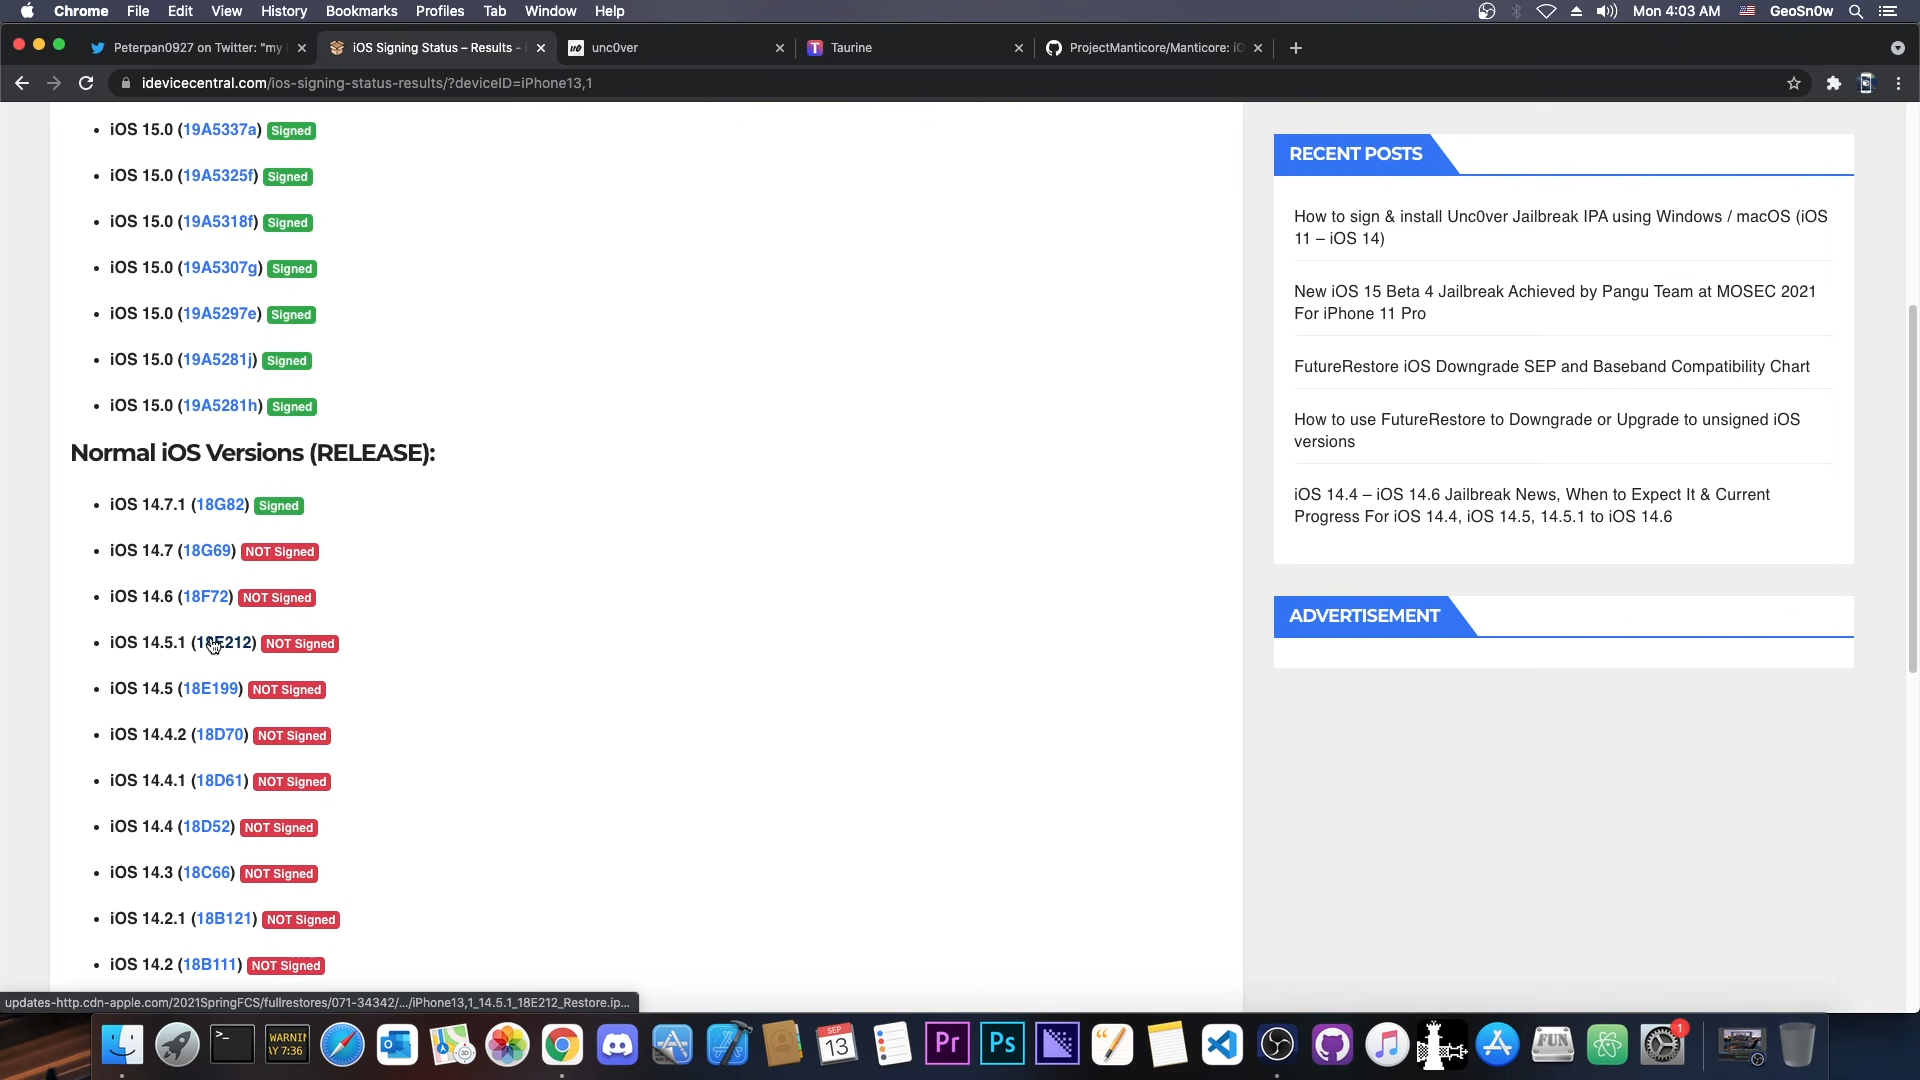 Chrome File Edit View History Bookmarks Profiles Tab Window Help Mon 4:03 AM GeoSn0w
Peterpan0927 on Twitter: "my
iOS Signing Status – Results -
unc0ver
Taurine
ProjectManticore/Manticore: iO
idevicecentral.com/ios-signing-status-results/?deviceID=iPhone13,1
• iOS 15.0 (19A5337a) Signed
• iOS 15.0 (19A5325f) Signed
• iOS 15.0 (19A5318f) Signed
• iOS 15.0 (19A5307g) Signed
• iOS 15.0 (19A5297e) Signed
• iOS 15.0 (19A5281j) Signed
• iOS 15.0 (19A5281h) Signed
Normal iOS Versions (RELEASE):
• iOS 14.7.1 (18G82) Signed
• iOS 14.7 (18G69) NOT Signed
• iOS 14.6 (18F72) NOT Signed
• iOS 14.5.1 (18E212) NOT Signed
• iOS 14.5 (18E199) NOT Signed
• iOS 14.4.2 (18D70) NOT Signed
• iOS 14.4.1 (18D61) NOT Signed
• iOS 14.4 (18D52) NOT Signed
• iOS 14.3 (18C66) NOT Signed
• iOS 14.2.1 (18B121) NOT Signed
• iOS 14.2 (18B111) NOT Signed
RECENT POSTS
How to sign & install Unc0ver Jailbreak IPA using Windows / macOS (iOS
11 – iOS 14)
New iOS 15 Beta 4 Jailbreak Achieved by Pangu Team at MOSEC 2021
For iPhone 11 Pro
FutureRestore iOS Downgrade SEP and Baseband Compatibility Chart
How to use FutureRestore to Downgrade or Upgrade to unsigned iOS
versions
iOS 14.4 – iOS 14.6 Jailbreak News, When to Expect It & Current
Progress For iOS 14.4, iOS 14.5, 14.5.1 to iOS 14.6
ADVERTISEMENT
updates-http.cdn-apple.com/2021SpringFCS/fullrestores/071-34342/.../iPhone13,1_14.5.1_18E212_Restore.ip...
WARNIN
AY 7:36
3D
SEP
13
Pr
Ps
FUN
1